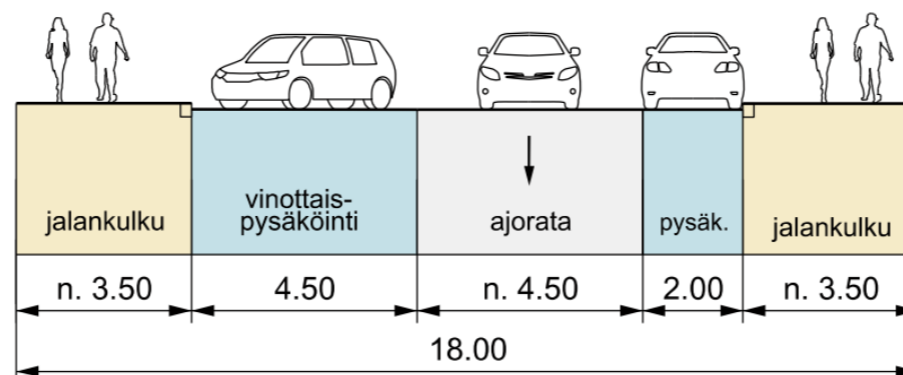 jalankulku
vinottais-
pysäköinti
ajorata
pysäk.
jalankulku
n. 3.50
4.50
n. 4.50
2.00
n. 3.50
18.00